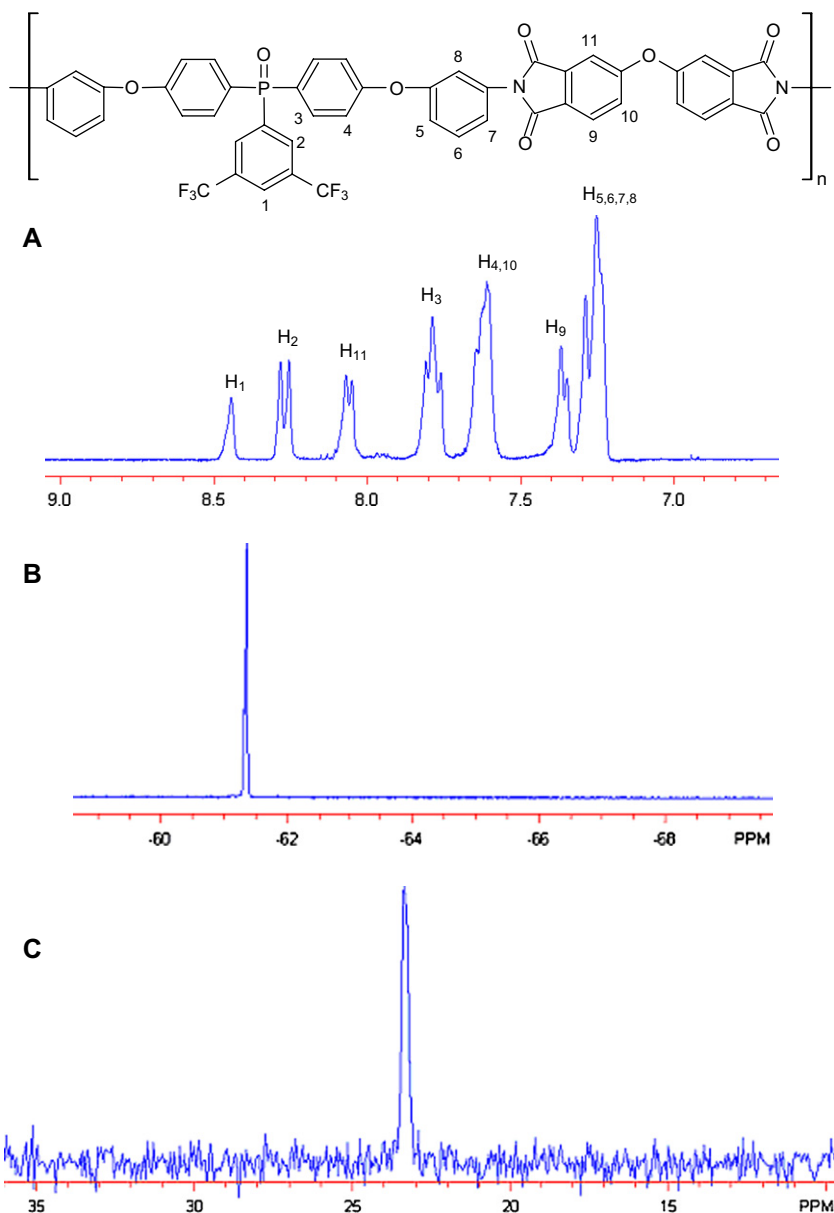 O O O
8 11
O P O N O N
3 4 5 6 7 9 10
2 O O
F₃C CF₃ n
1
H₅,₆,₇,₈
A
H₄,₁₀
H₃
H₂ H₁₁ H₉
H₁
9.0 8.5 8.0 7.5 7.0
B
-60 -62 -64 -66 -68 PPM
C
35 30 25 20 15 PPM